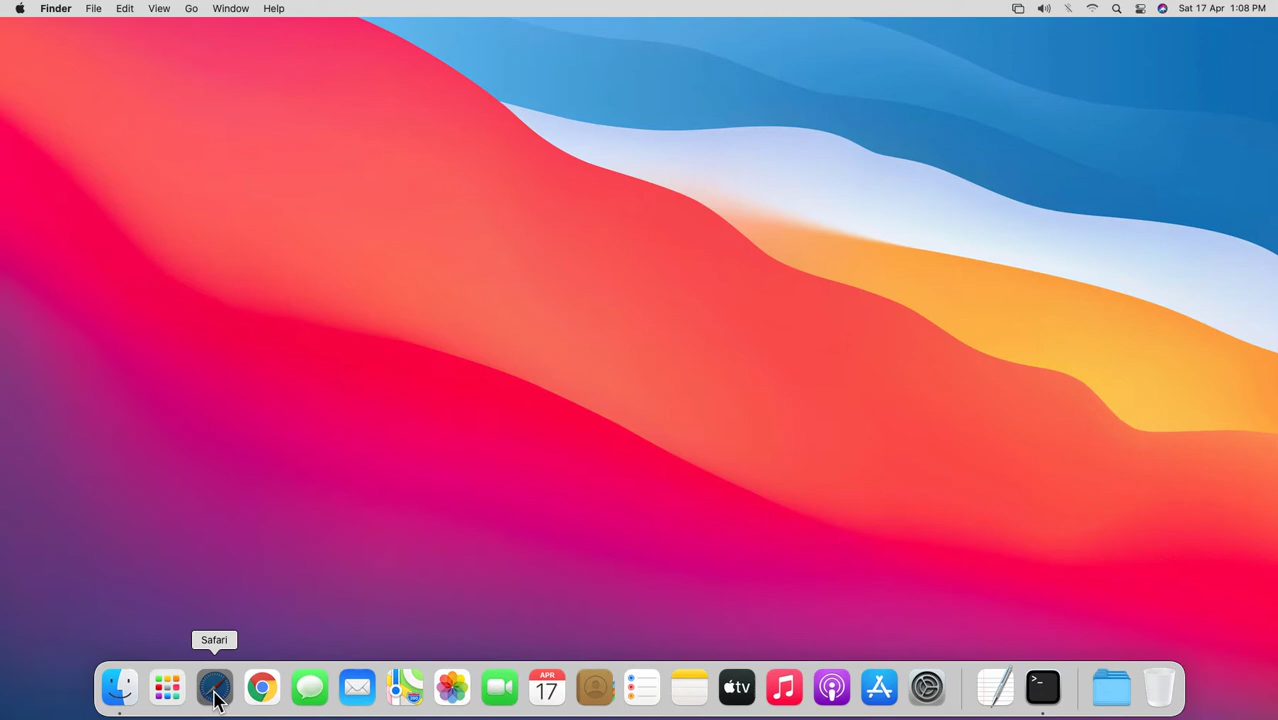 Finder File Edit View Go Window Help Sat 17 Apr 1:08 PM
Safari
APR
17
tv
>_